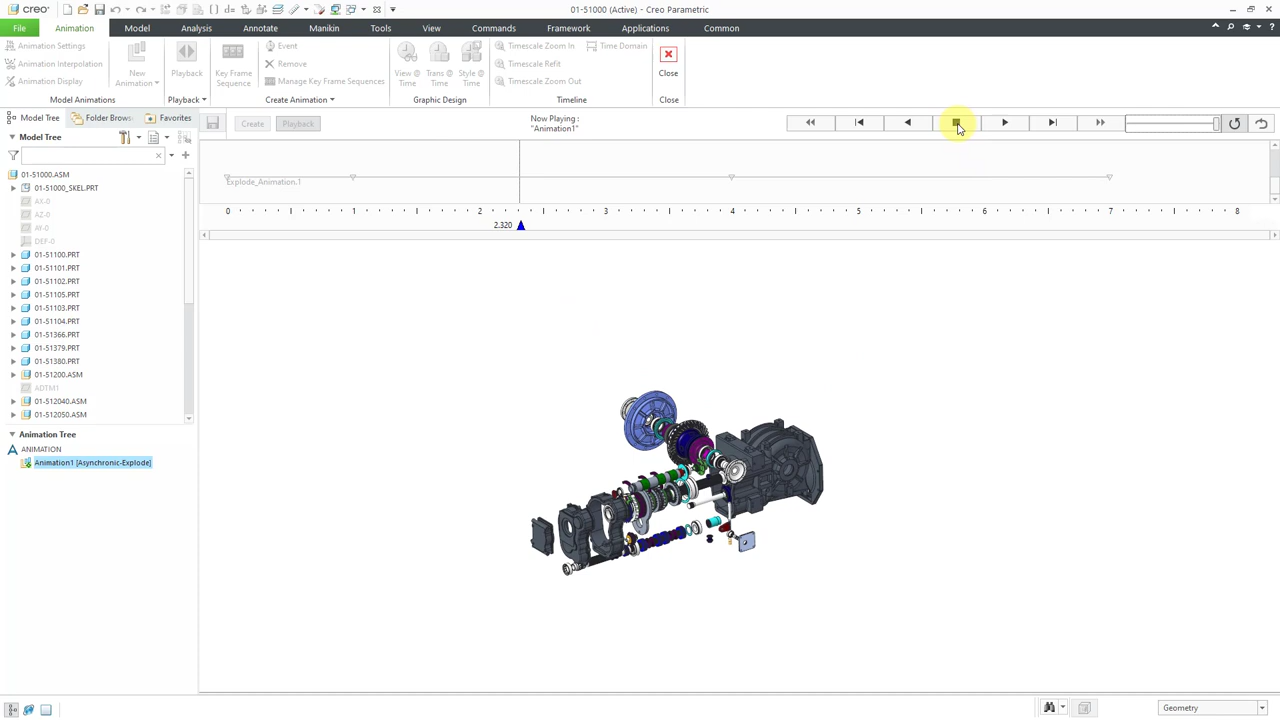 creo
01-51000 (Active) - Creo Parametric
File
Animation
Model
Analysis
Annotate
Manikin
Tools
View
Commands
Framework
Applications
Common
Animation Settings
Animation Interpolation
Animation Display
Model Animations
New
Animation
Playback
Playback
Key Frame
Sequence
Event
Remove
Manage Key Frame Sequences
Create Animation
View @
Time
Trans @
Time
Style @
Time
Graphic Design
Timescale Zoom In
Timescale Refit
Timescale Zoom Out
Time Domain
Timeline
Close
Close
Model Tree
Folder Brows
Favorites
Create
Playback
Now Playing :
"Animation1"
Model Tree
Explode_Animation.1
0 1 2 3 4 5 6 7 8
2.320
01-51000.ASM
01-51000_SKEL.PRT
AX-0
AZ-0
AY-0
DEF-0
01-51100.PRT
01-51101.PRT
01-51102.PRT
01-51105.PRT
01-51103.PRT
01-51104.PRT
01-51366.PRT
01-51379.PRT
01-51380.PRT
01-51200.ASM
ADTM1
01-512040.ASM
01-512050.ASM
Animation Tree
ANIMATION
Animation1 [Asynchronic-Explode]
Geometry